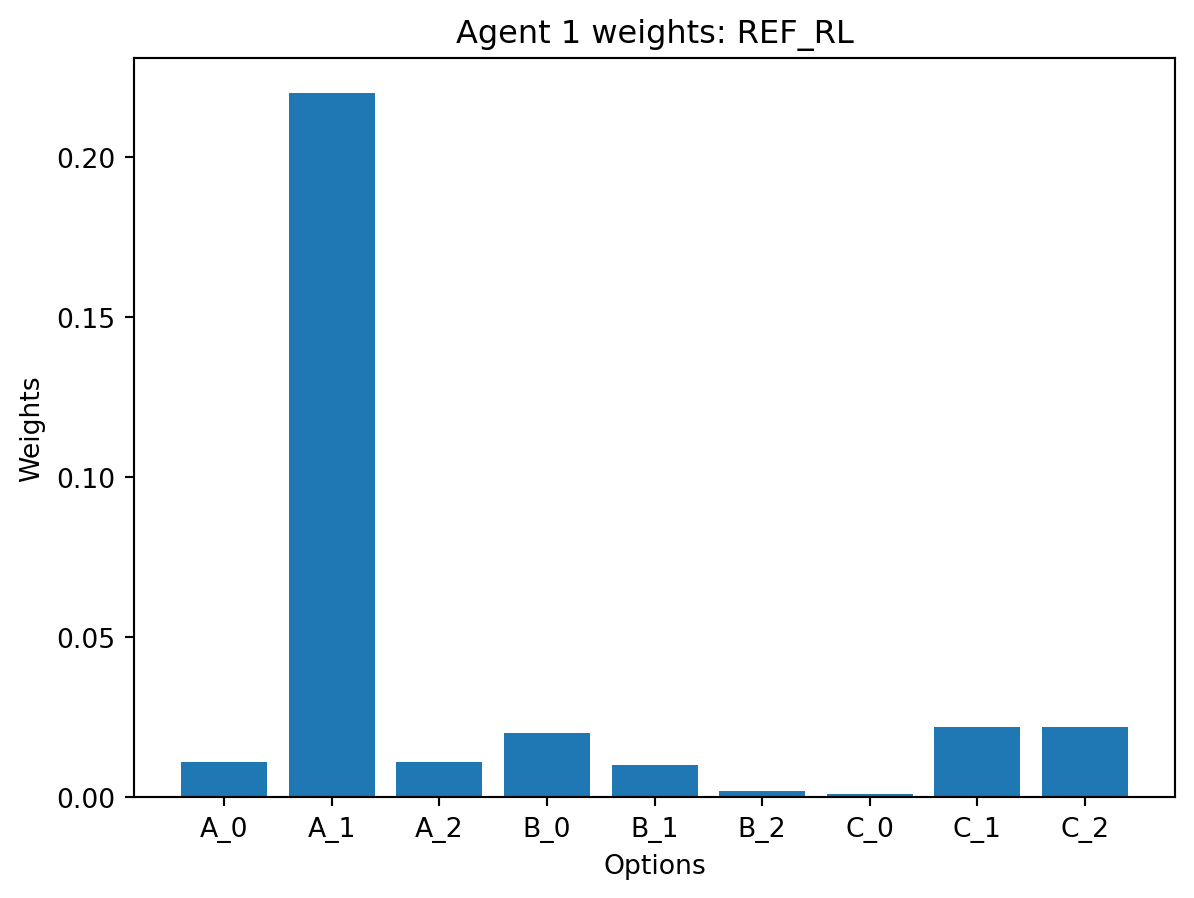 Agent 1 weights: REF_RL
Weights
0.20
0.15
0.10
0.05
0.00
A_0 A_1 A_2 B_0 B_1 B_2 C_0 C_1 C_2
Options